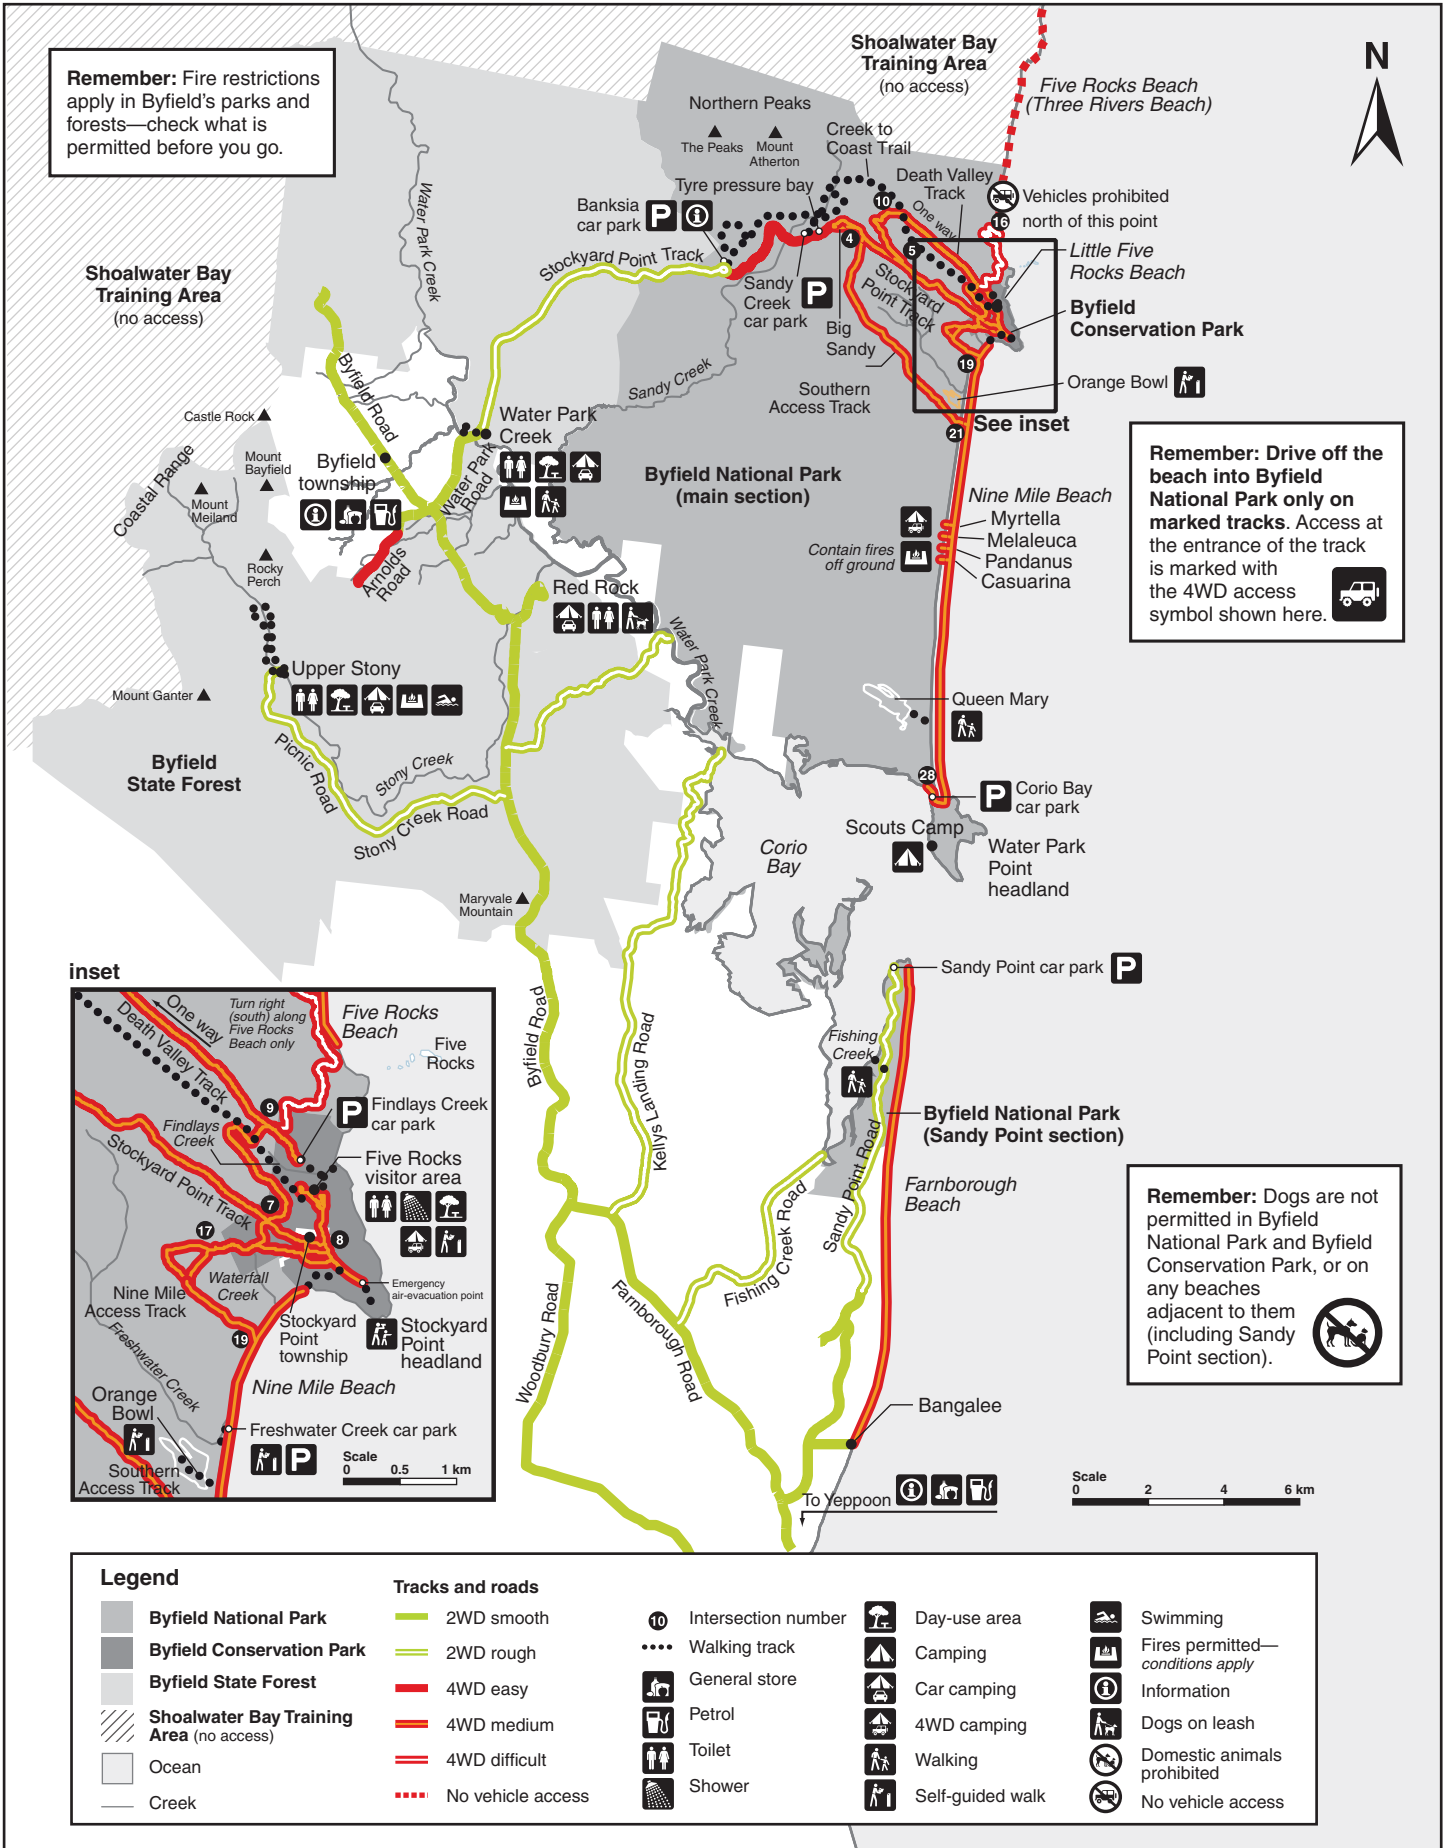 Remember: Fire restrictions
apply in Byfield's parks and
forests—check what is
permitted before you go.
Shoalwater Bay
Training Area
(no access)
Five Rocks Beach
(Three Rivers Beach)
N
Northern Peaks
The Peaks
Mount
Atherton
Creek to
Coast Trail
Tyre pressure bay
Death Valley
Track
One way
Vehicles prohibited
north of this point
16
10
5
4
Banksia
car park
P
Stockyard Point Track
Water Park Creek
Shoalwater Bay
Training Area
(no access)
Sandy
Creek
car park
P
Big
Sandy
Stockyard
Point Track
Little Five
Rocks Beach
Byfield
Conservation Park
19
Orange Bowl
See inset
21
Southern
Access Track
Sandy Creek
Byfield Road
Castle Rock
Coastal Range
Mount
Bayfield
Mount
Meiland
Rocky
Perch
Byfield
township
Water Park
Creek
Water Park
Road
Arnolds
Road
Byfield National Park
(main section)
Nine Mile Beach
Myrtella
Melaleuca
Pandanus
Casuarina
Contain fires
off ground
Remember: Drive off the
beach into Byfield
National Park only on
marked tracks. Access at
the entrance of the track
is marked with
the 4WD access
symbol shown here.
Red Rock
Water Park Creek
Upper Stony
Mount Ganter
Picnic Road
Stony Creek
Stony Creek Road
Byfield
State Forest
Queen Mary
28
P
Corio Bay
car park
Scouts Camp
Water Park
Point
headland
Corio
Bay
Maryvale
Mountain
Sandy Point car park
P
Fishing
Creek
Byfield National Park
(Sandy Point section)
Farnborough
Beach
Byfield Road
Kellys Landing Road
Sandy Point Road
Fishing Creek Road
Farnborough Road
Woodbury Road
Bangalee
To Yeppoon
Remember: Dogs are not
permitted in Byfield
National Park and Byfield
Conservation Park, or on
any beaches
adjacent to them
(including Sandy
Point section).
Scale
0 2 4 6 km
inset
One way
Turn right
(south) along
Five Rocks
Beach only
Five Rocks
Beach
Five
Rocks
Death Valley Track
9
P
Findlays Creek
car park
Findlays
Creek
Stockyard Point Track
Five Rocks
visitor area
7
17
8
Waterfall
Creek
Nine Mile
Access Track
Emergency
air-evacuation point
19
Stockyard
Point
township
Stockyard
Point
headland
Freshwater Creek
Nine Mile Beach
Orange
Bowl
Freshwater Creek car park
P
Southern
Access Track
Scale
0 0.5 1 km
Legend
Byfield National Park
Byfield Conservation Park
Byfield State Forest
Shoalwater Bay Training
Area (no access)
Ocean
Creek
Tracks and roads
2WD smooth
2WD rough
4WD easy
4WD medium
4WD difficult
No vehicle access
10
Intersection number
Walking track
General store
Petrol
Toilet
Shower
Day-use area
Camping
Car camping
4WD camping
Walking
Self-guided walk
Swimming
Fires permitted—
conditions apply
Information
Dogs on leash
Domestic animals
prohibited
No vehicle access